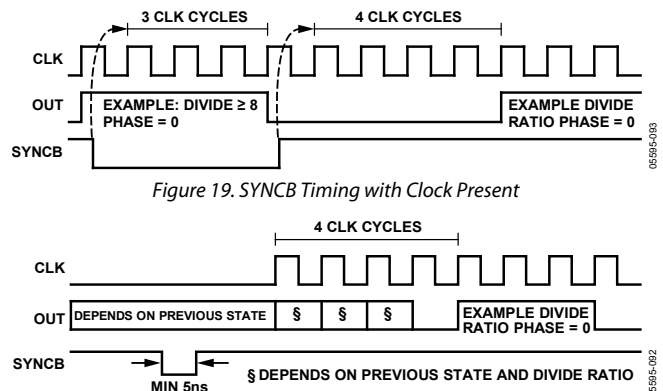 3 CLK CYCLES 4 CLK CYCLES
CLK
OUT EXAMPLE: DIVIDE ≥ 8 EXAMPLE DIVIDE
PHASE = 0 RATIO PHASE = 0
SYNCB
05595-093
Figure 19. SYNCB Timing with Clock Present
4 CLK CYCLES
CLK
OUT DEPENDS ON PREVIOUS STATE § § § EXAMPLE DIVIDE
RATIO PHASE = 0
SYNCB
MIN 5ns § DEPENDS ON PREVIOUS STATE AND DIVIDE RATIO
05595-092